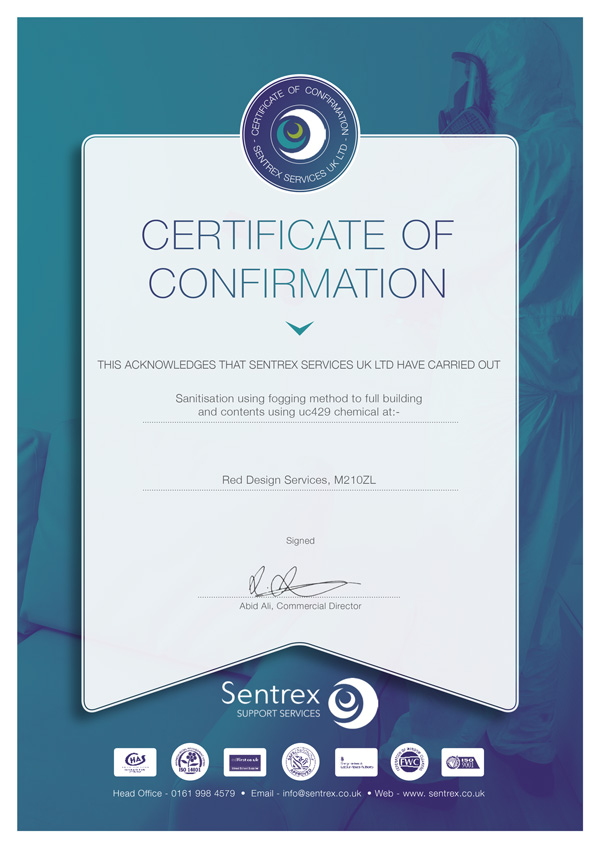 CERTIFICATE OF CONFIRMATION
- SENTREX SERVICES UK LTD -
CERTIFICATE OF
CONFIRMATION
THIS ACKNOWLEDGES THAT SENTREX SERVICES UK LTD HAVE CARRIED OUT
Sanitisation using fogging method to full building
and contents using uc429 chemical at:-
Red Design Services, M210ZL
Signed
Abid Ali, Commercial Director
Sentrex
SUPPORT SERVICES
CHAS
ISO 14001
APPROVED
FWC
ISO
9001
Head Office - 0161 998 4579 • Email - info@sentrex.co.uk • Web - www. sentrex.co.uk